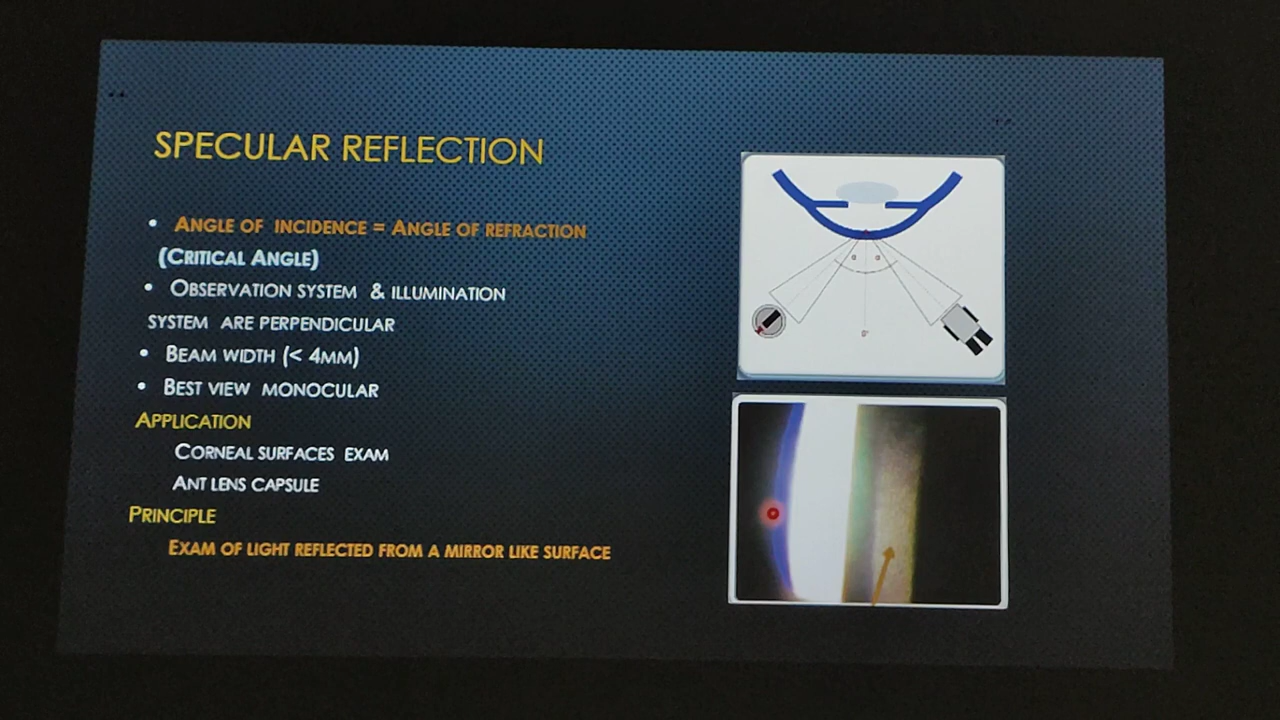 SPECULAR REFLECTION
• ANGLE OF INCIDENCE = ANGLE OF REFRACTION
(CRITICAL ANGLE)
• OBSERVATION SYSTEM & ILLUMINATION
SYSTEM ARE PERPENDICULAR
• BEAM WIDTH (< 4MM)
• BEST VIEW MONOCULAR
APPLICATION
CORNEAL SURFACES EXAM
ANT LENS CAPSULE
PRINCIPLE
EXAM OF LIGHT REFLECTED FROM A MIRROR LIKE SURFACE